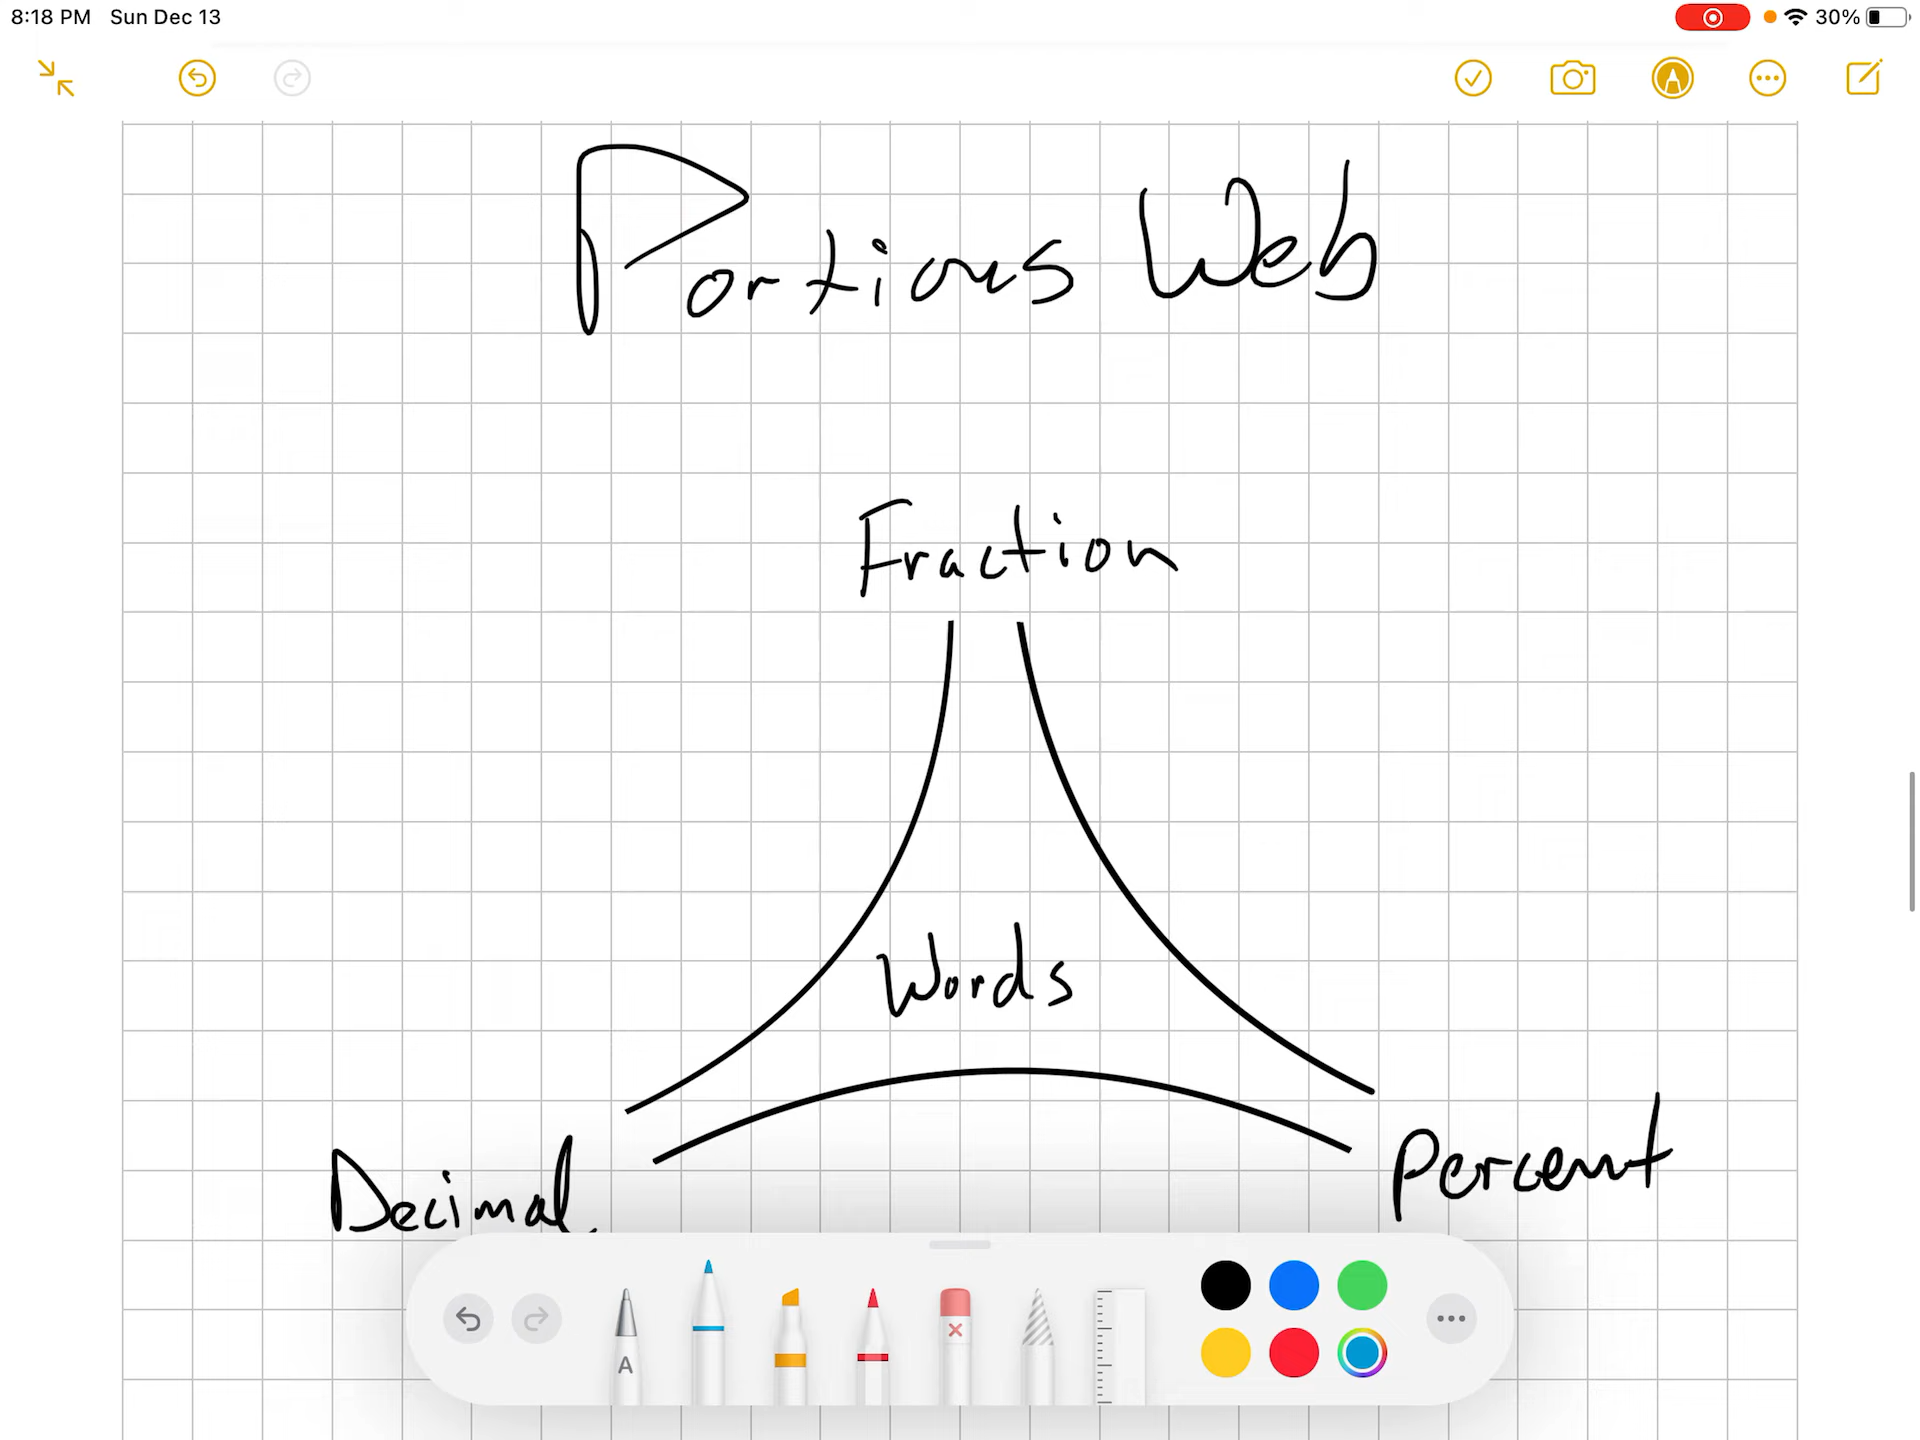 8:18 PM Sun Dec 13 30%
Portions Web
Fraction
Words
Decimal
Percent
A